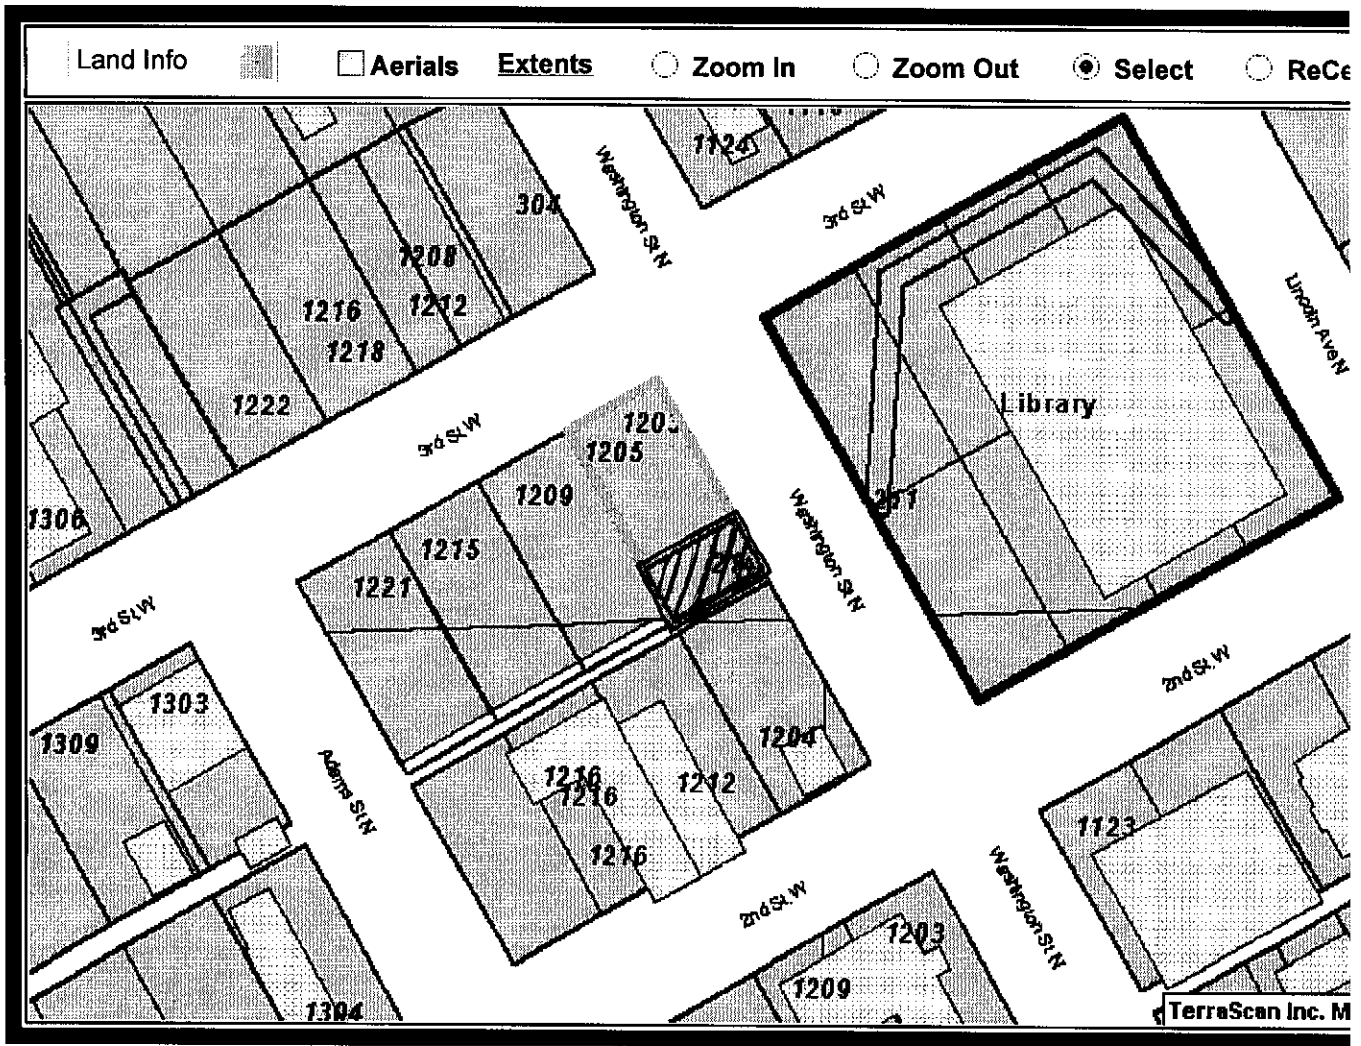 Land Info
Aerials
Extents
Zoom In
Zoom Out
Select
1124
304
Washington St N
3rd St W
1208
1216
1212
1218
Lincoln Ave N
1222
3rd St W
Library
1205
1209
1306
211
Washington St N
1215
1221
3rd St W
2nd St W
1303
1309
1204
Adams St N
1216
1212
1216
1216
1123
2nd St W
Washington St N
1203
1209
1304
TerraScan Inc. M